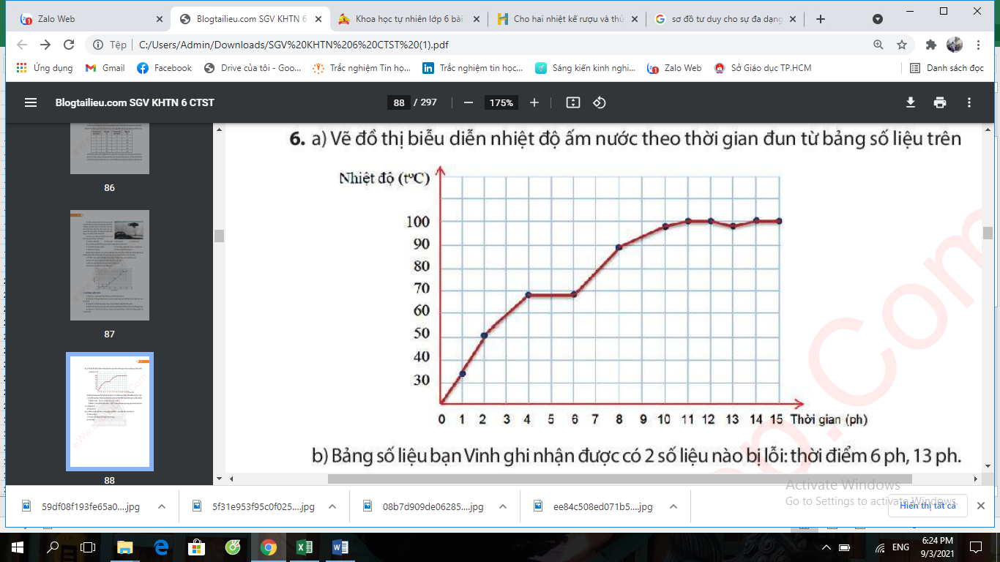 Zalo Web
Blogtailieu.com SGV KHTN 6
Khoa học tự nhiên lớp 6 bài
Cho hai nhiệt kế rượu và thủ
sơ đồ tư duy cho sự đa dạng
Tệp C:/Users/Admin/Downloads/SGV%20KHTN%206%20CTST%20(1).pdf
Ứng dụng Gmail Facebook Drive của tôi - Goo... Trắc nghiệm Tin họ... Trắc nghiệm tin học... Sáng kiến kinh nghi... Zalo Web Sở Giáo dục TP.HCM Danh sách đọc
Blogtailieu.com SGV KHTN 6 CTST 88 / 297 175%
86
87
88
6. a) Vẽ đồ thị biễu diễn nhiệt độ ấm nước theo thời gian đun từ bảng số liệu trên
Nhiệt độ (t°C)
100
90
80
70
60
50
40
30
0 1 2 3 4 5 6 7 8 9 10 11 12 13 14 15 Thời gian (ph)
b) Bảng số liệu bạn Vinh ghi nhận được có 2 số liệu nào bị lỗi: thời điểm 6 ph, 13 ph.
Activate Windows
Go to Settings to activate Windows.
59df08f193fe65a0....jpg 5f31e953f95c0f025....jpg 08b7d909de06285....jpg ee84c508ed071b5....jpg Hiển thị tất cả
ENG
6:24 PM
9/3/2021